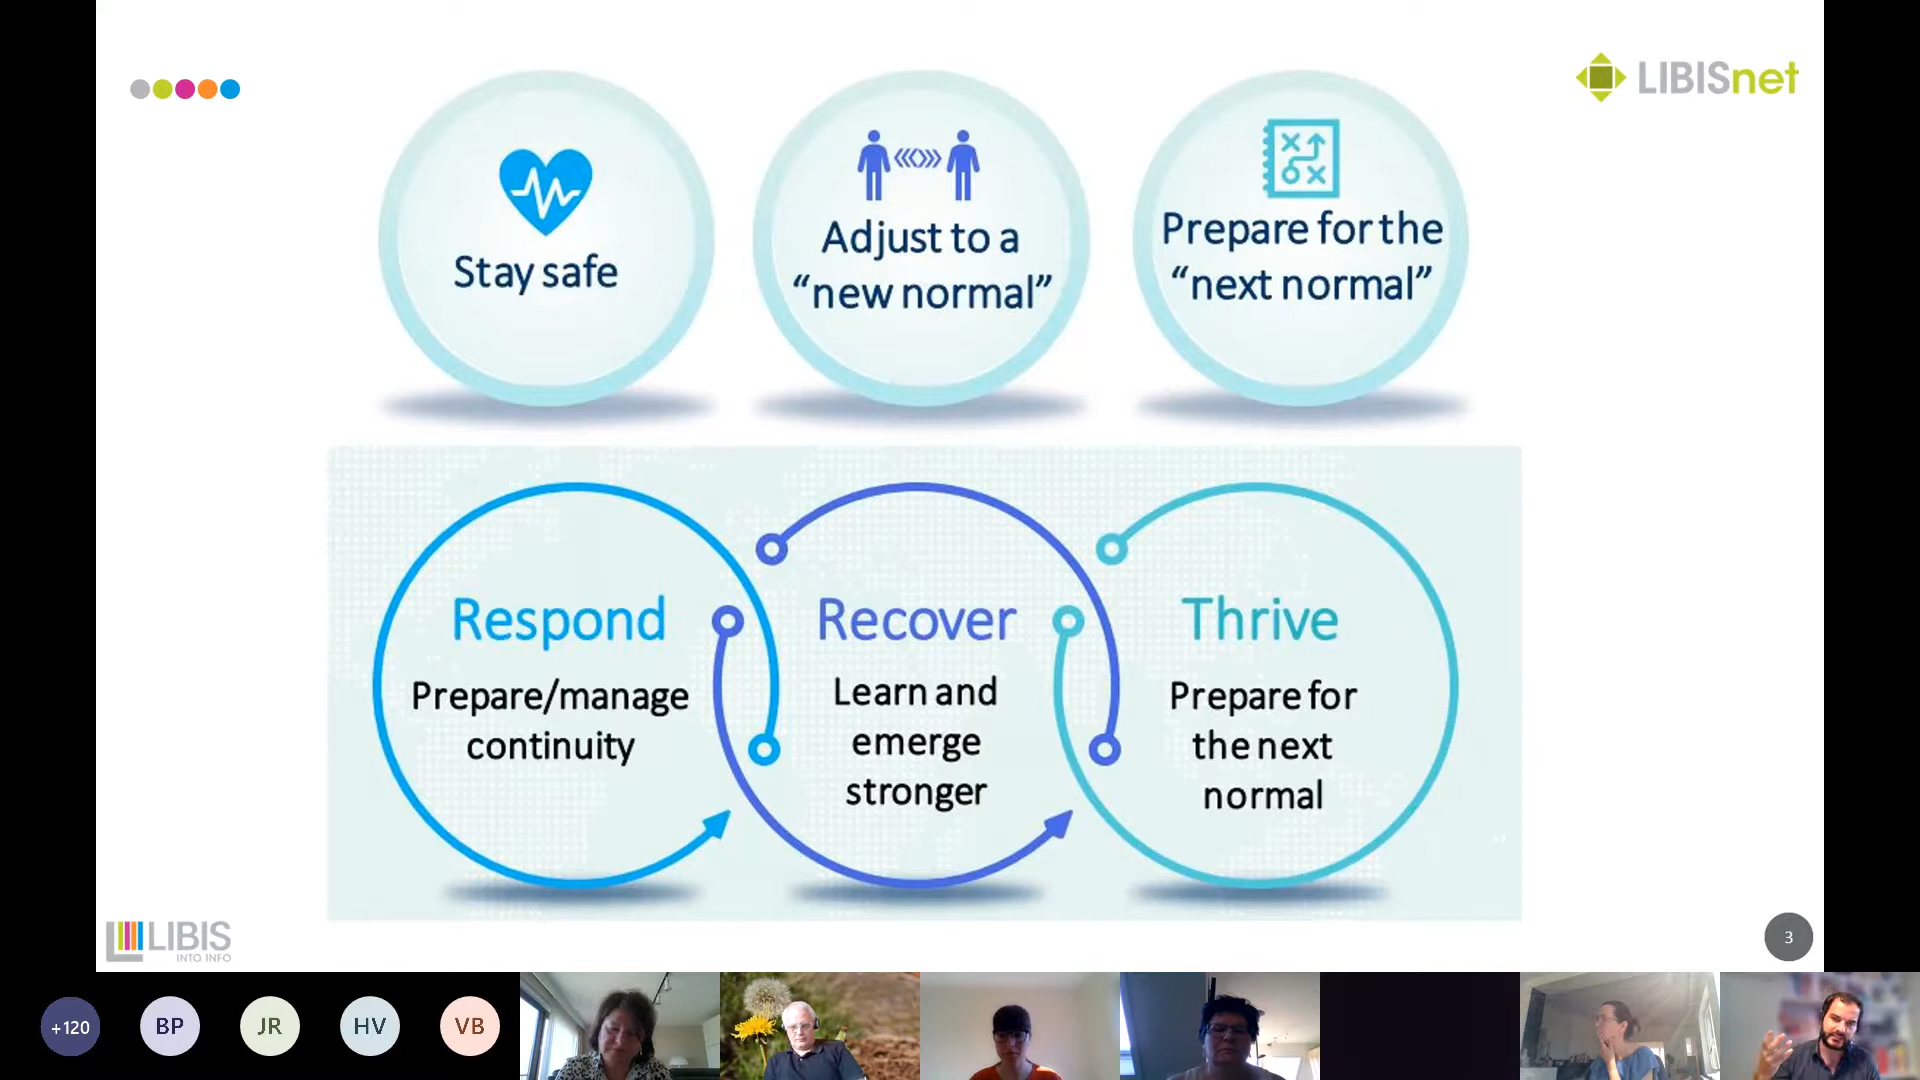 LIBISnet
Stay safe
Adjust to a
“new normal”
Prepare for the
“next normal”
Respond
Prepare/manage
continuity
Recover
Learn and
emerge
stronger
Thrive
Prepare for
the next
normal
LIBIS
INTO INFO
3
+120
BP
JR
HV
VB